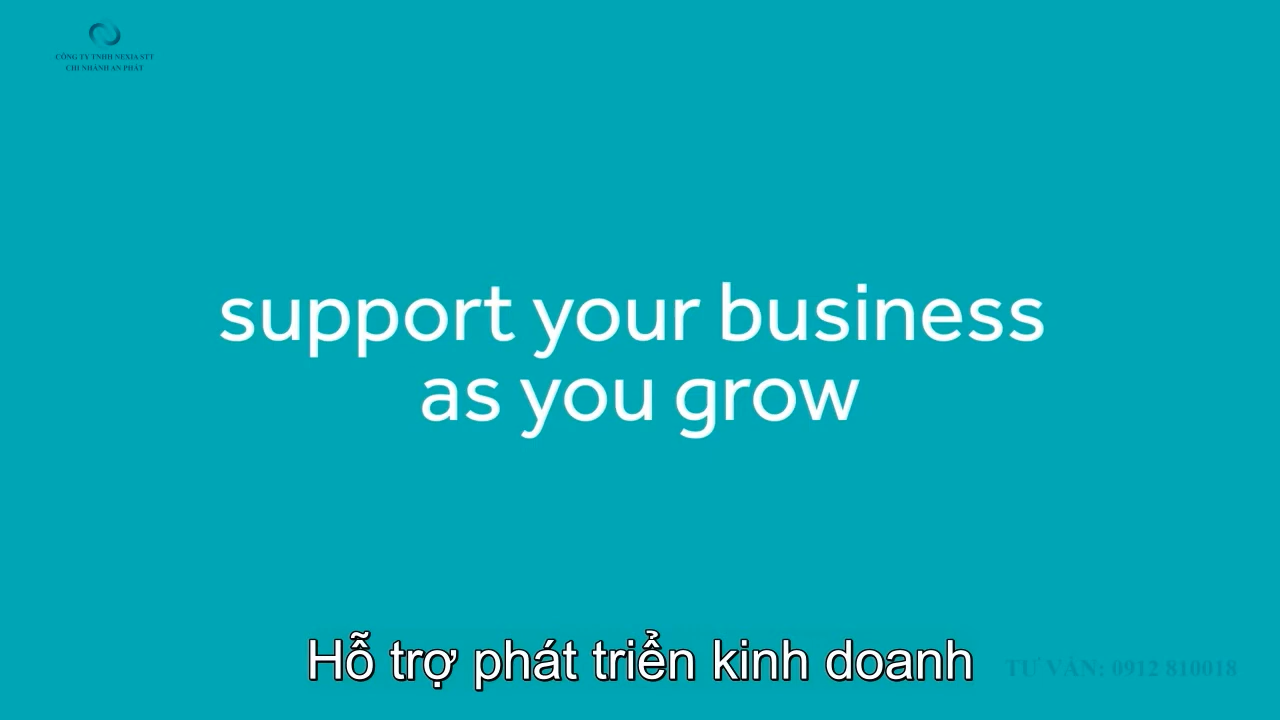 CÔNG TY TNHH NEXIA STT
CHI NHÁNH AN PHÁT
support your business
as you grow
Hỗ trợ phát triển kinh doanh
TƯ VẤN: 0912 810018